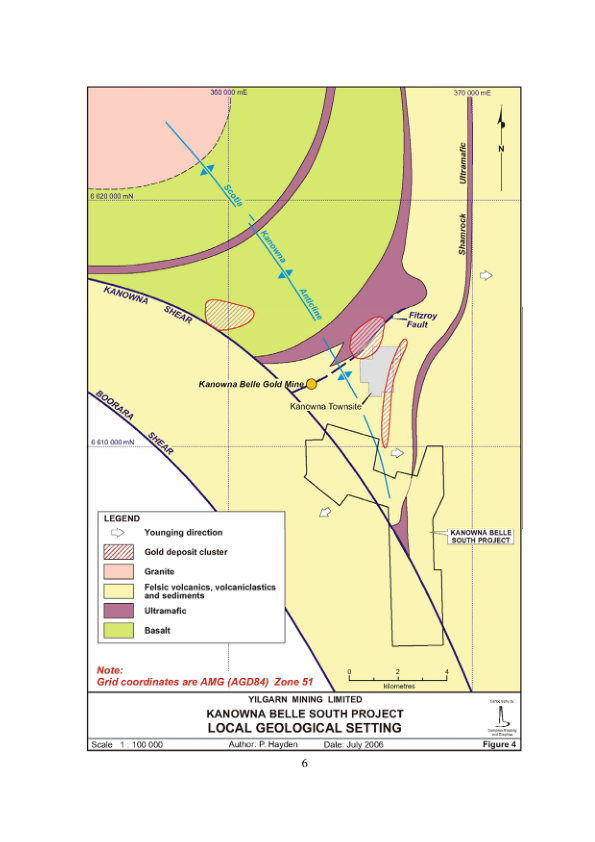 360 000 mE
370 000 mE
N
6 620 000 mN
Scotia
Kanowna
Anticline
Shamrock Ultramafic
KANOWNA SHEAR
Fitzroy
Fault
Kanowna Belle Gold Mine
Kanowna Townsite
BOORARA SHEAR
6 610 000 mN
KANOWNA BELLE
SOUTH PROJECT
LEGEND
Younging direction
Gold deposit cluster
Granite
Felsic volcanics, volcaniclastics
and sediments
Ultramafic
Basalt
0 2 4
kilometres
Note:
Grid coordinates are AMG (AGD84) Zone 51
YILGARN MINING LIMITED
KANOWNA BELLE SOUTH PROJECT
LOCAL GEOLOGICAL SETTING
Scale 1 : 100 000
Author: P. Hayden
Date: July 2006
Figure 4
6